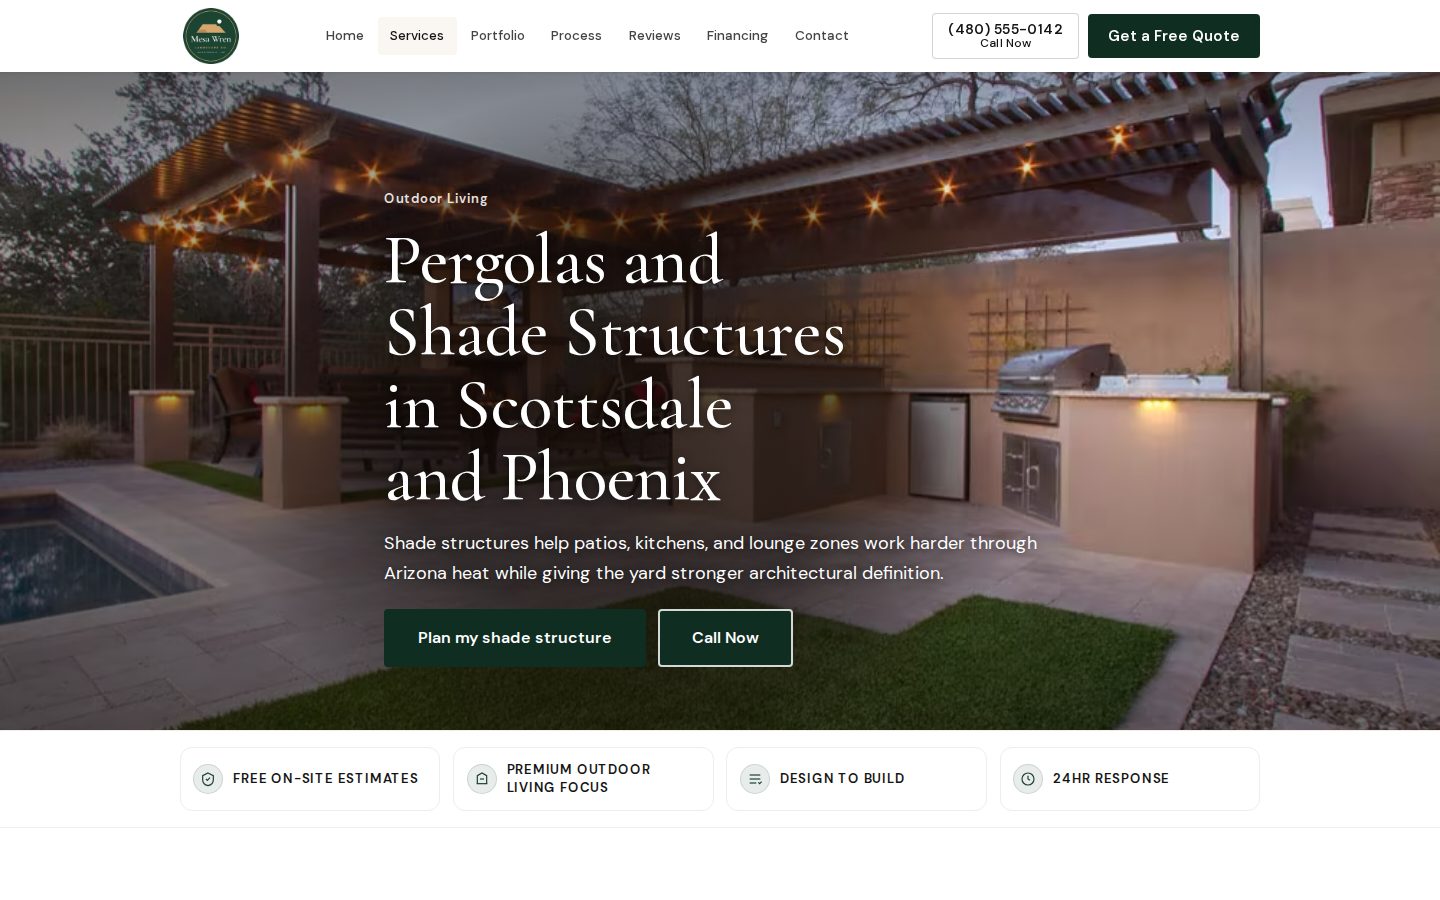 Mesa Wren
Home
Services
Portfolio
Process
Reviews
Financing
Contact
(480) 555-0142
Call Now
Get a Free Quote
Outdoor Living
Pergolas and
Shade Structures
in Scottsdale
and Phoenix
Shade structures help patios, kitchens, and lounge zones work harder through
Arizona heat while giving the yard stronger architectural definition.
Plan my shade structure
Call Now
FREE ON-SITE ESTIMATES
PREMIUM OUTDOOR
LIVING FOCUS
DESIGN TO BUILD
24HR RESPONSE